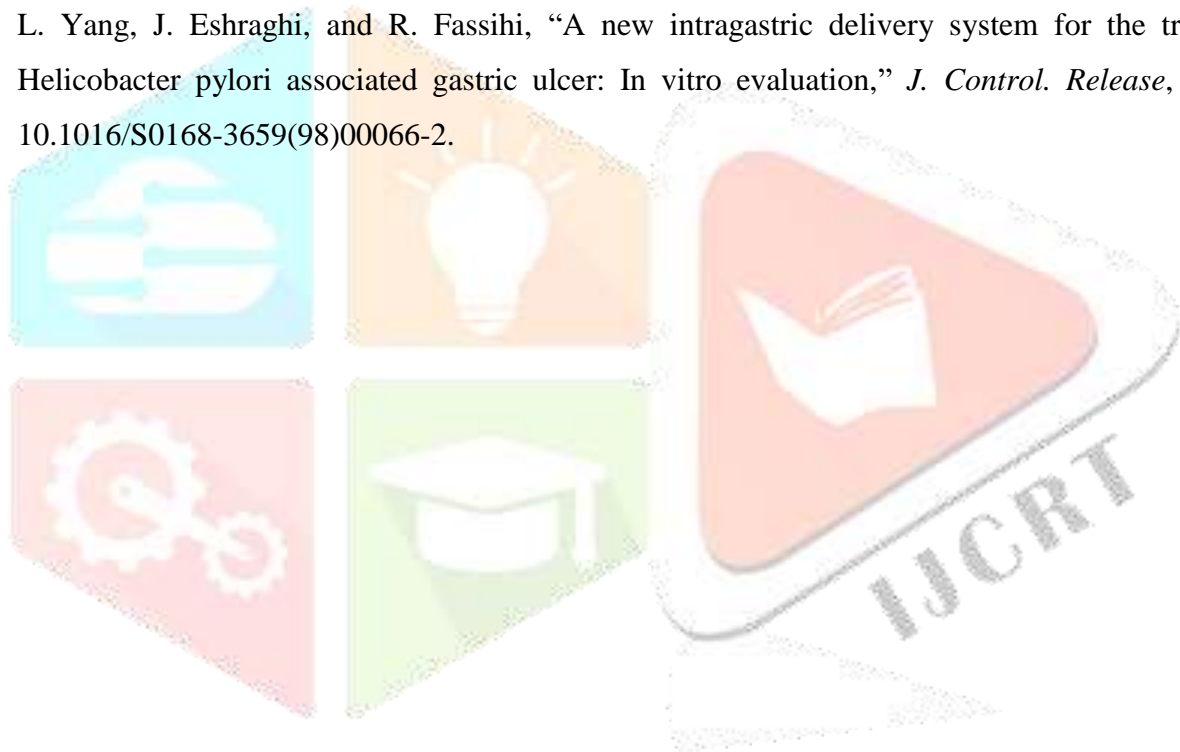 L. Yang, J. Eshraghi, and R. Fassihi, “A new intragastric delivery system for the tr
Helicobacter pylori associated gastric ulcer: In vitro evaluation,” J. Control. Release,
10.1016/S0168-3659(98)00066-2.
IJCRT